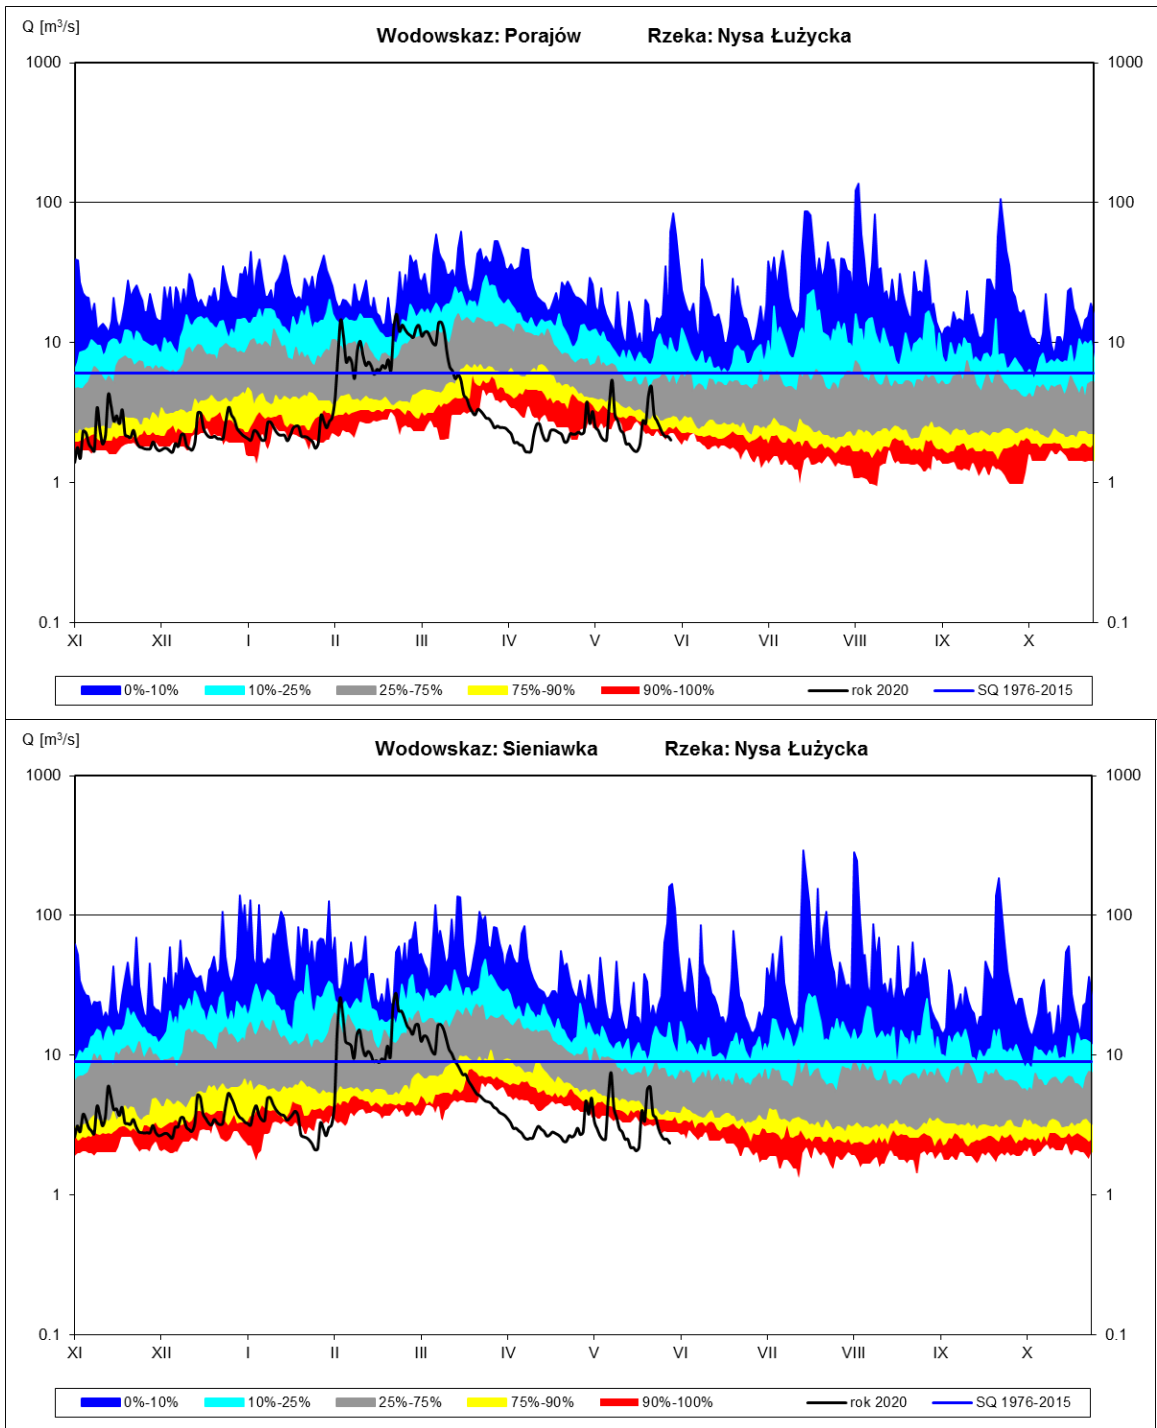 Q [m³/s]
Wodowskaz: Porajów Rzeka: Nysa Łużycka
1000 1000
100 100
10 10
1 1
0.1 0.1
XI XII I II III IV V VI VII VIII IX X
0%-10% 10%-25% 25%-75% 75%-90% 90%-100% rok 2020 SQ 1976-2015
Q [m³/s]
Wodowskaz: Sieniawka Rzeka: Nysa Łużycka
1000 1000
100 100
10 10
1 1
0.1 0.1
XI XII I II III IV V VI VII VIII IX X
0%-10% 10%-25% 25%-75% 75%-90% 90%-100% rok 2020 SQ 1976-2015